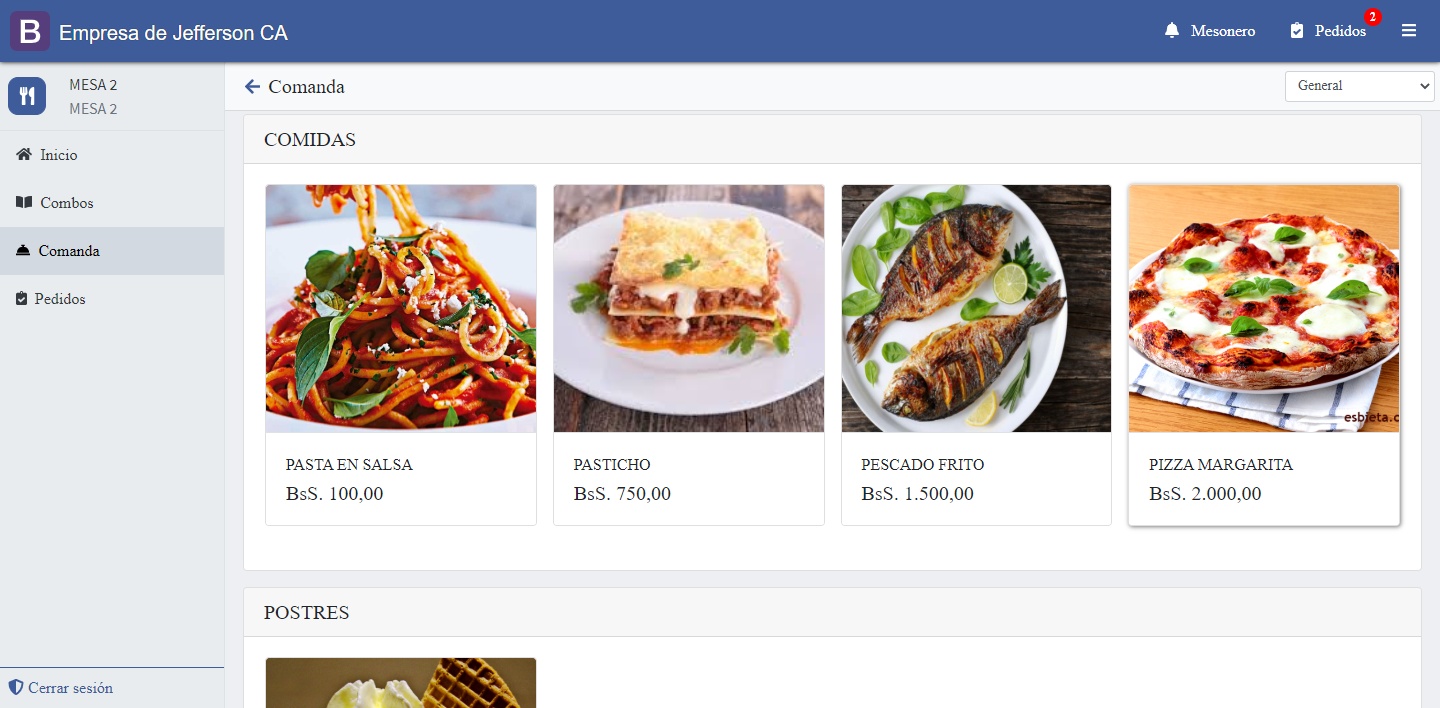 B Empresa de Jefferson CA
Mesonero
Pedidos 2
MESA 2
MESA 2
Inicio
Combos
Comanda
Pedidos
Cerrar sesión
Comanda
General
COMIDAS
PASTA EN SALSA
BsS. 100,00
PASTICHO
BsS. 750,00
PESCADO FRITO
BsS. 1.500,00
esbieta.c
PIZZA MARGARITA
BsS. 2.000,00
POSTRES